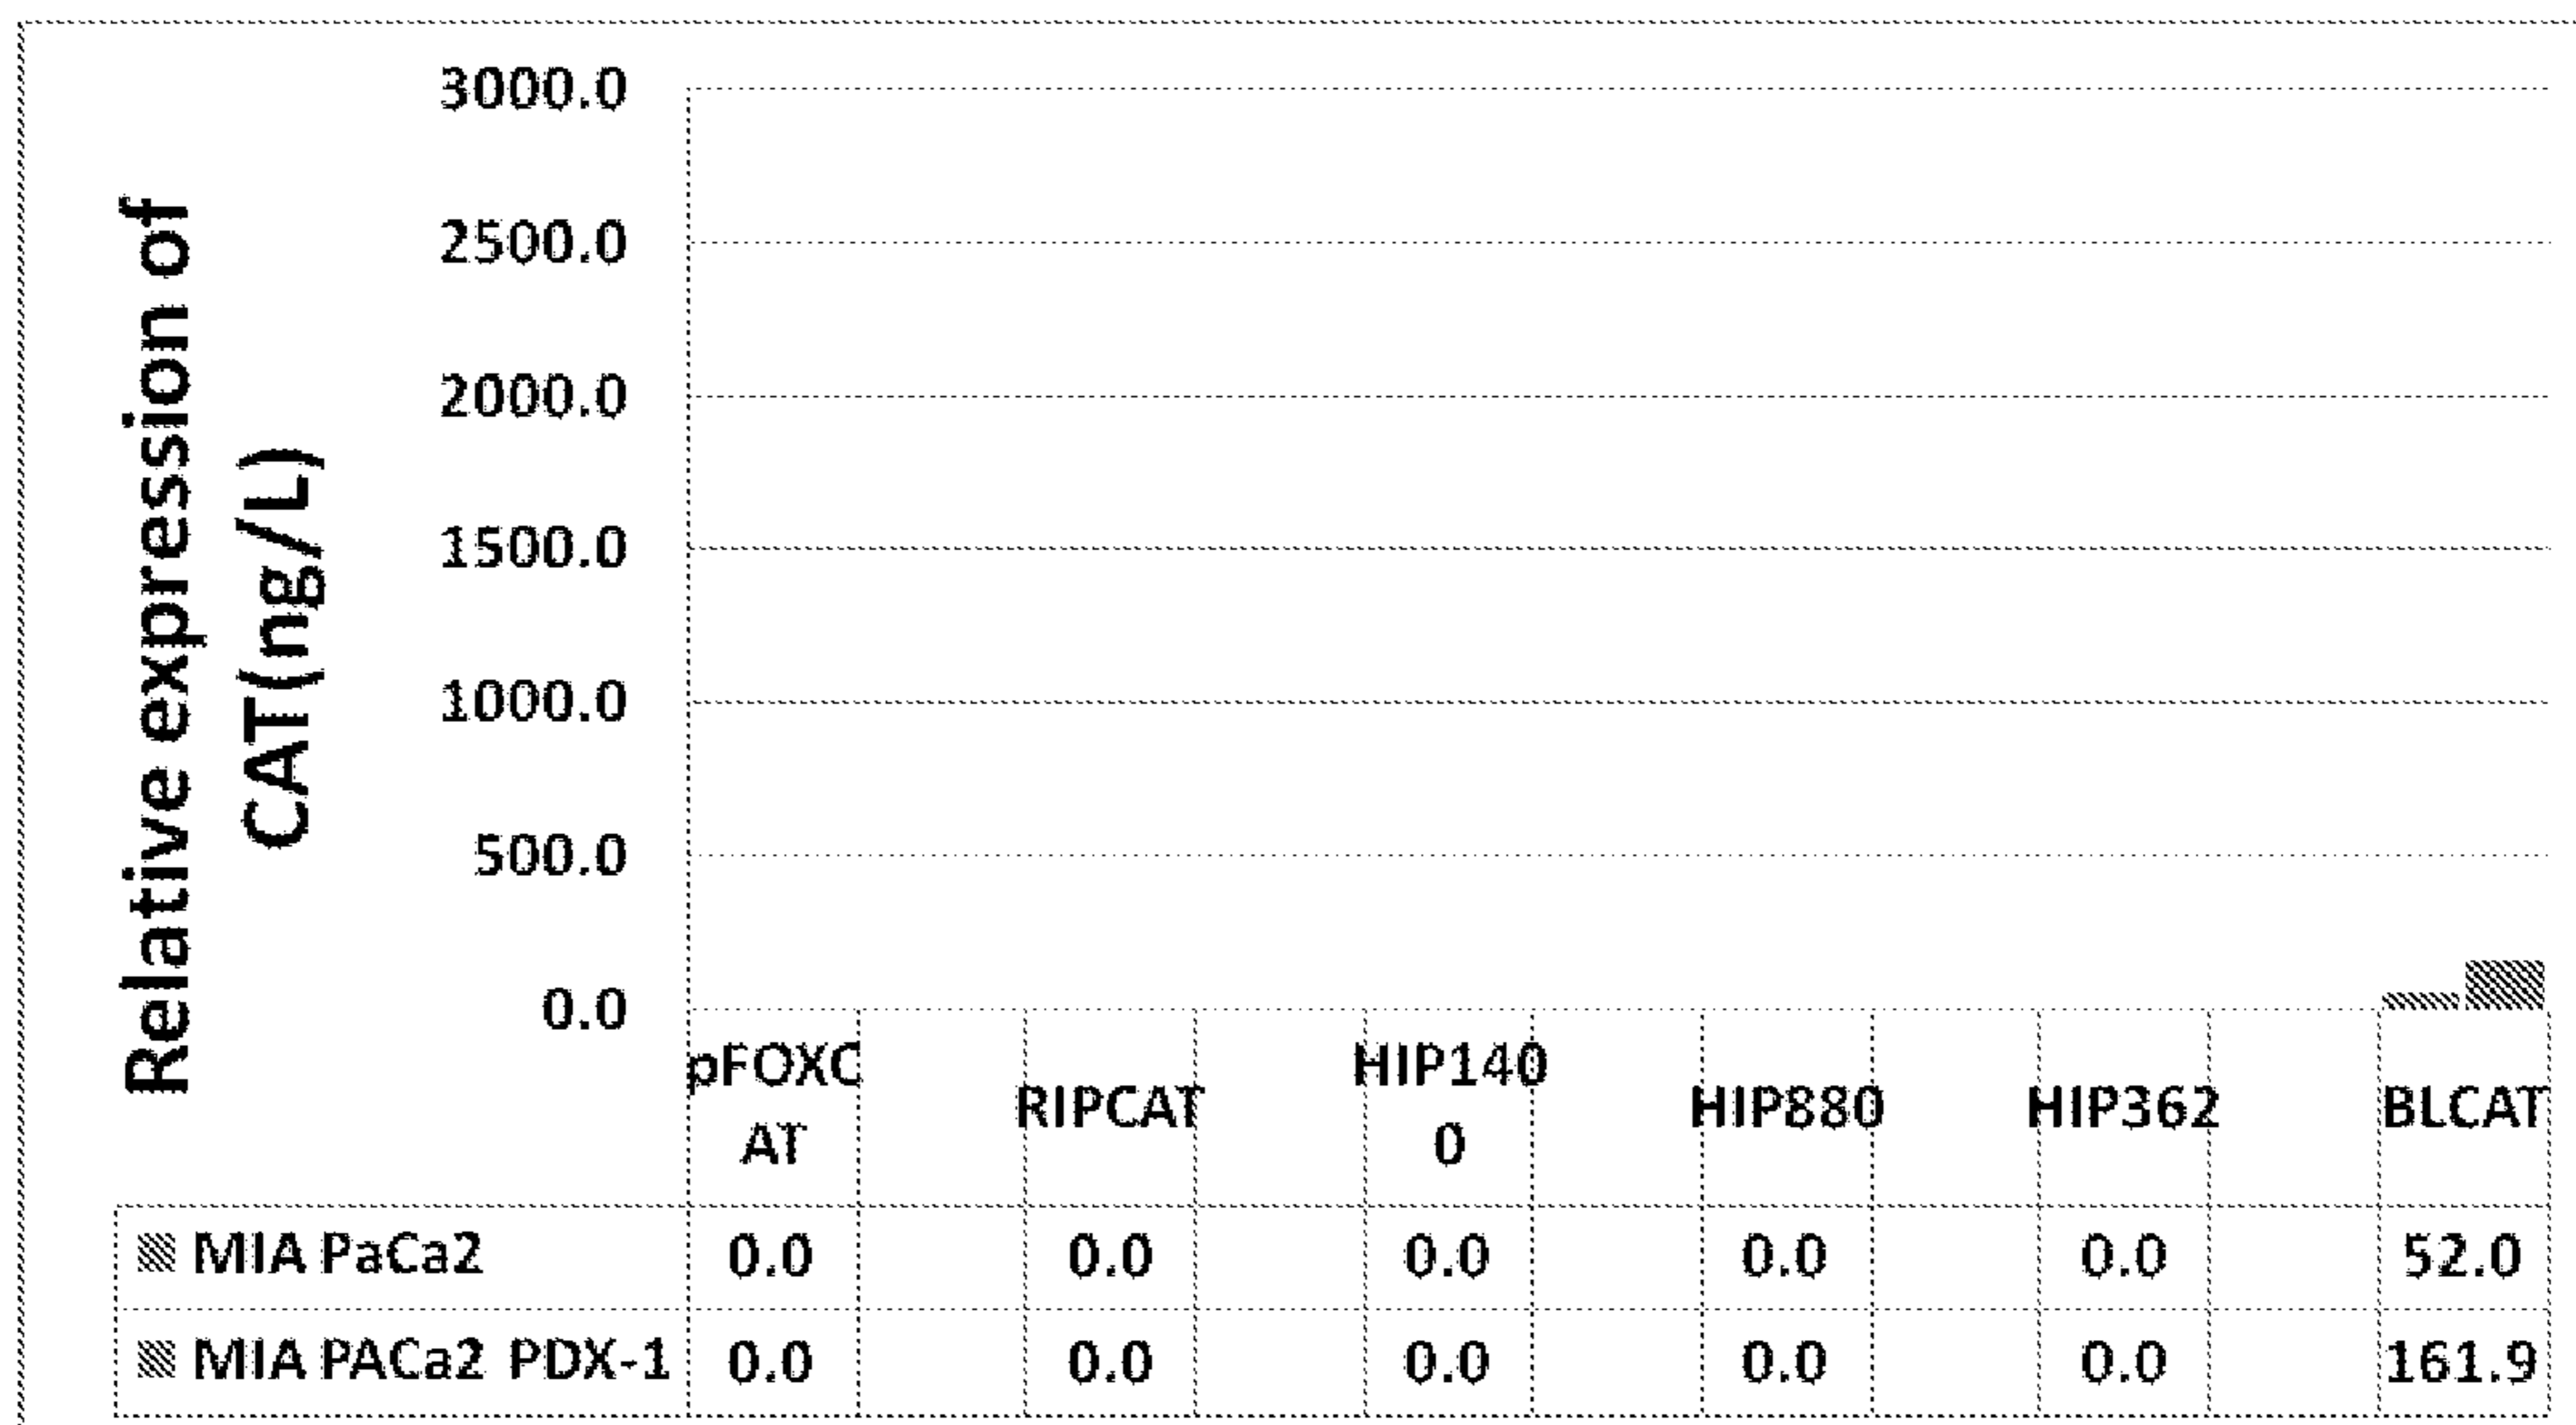 Relative expression of
CAT(ng/L)
3000.0
2500.0
2000.0
1500.0
1000.0
500.0
0.0
pFOXC
AT
RIPCAT
HIP140
0
HIP880
HIP362
BLCAT
MIA PaCa2 0.0 0.0 0.0 0.0 0.0 52.0
MIA PACa2 PDX-1 0.0 0.0 0.0 0.0 0.0 161.9